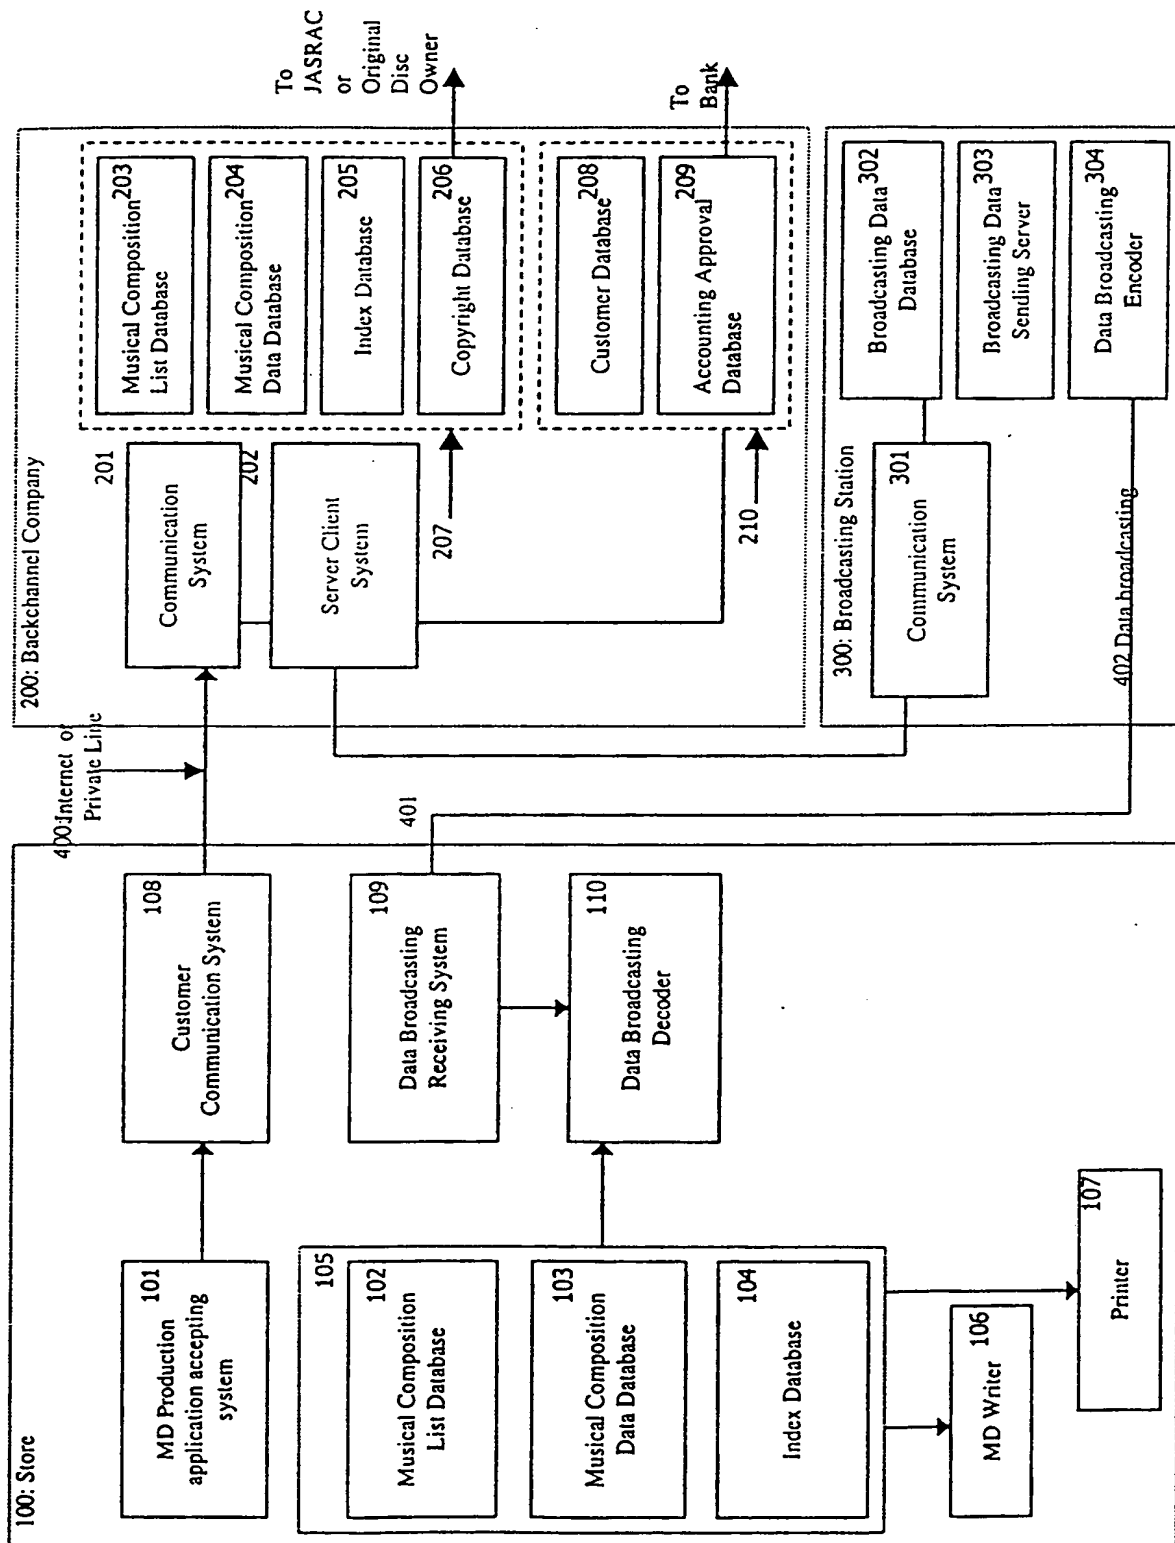 100: Store
101
MD Production
application accepting
system
105
102
Musical Composition
List Database
103
Musical Composition
Data Database
104
Index Database
106
MD Writer
107
Printer
108
Customer
Communication System
109
Data Broadcasting
Receiving System
110
Data Broadcasting
Decoder
400:Internet or
Private Line
401
200: Backchannel Company
201
Communication
System
202
Server Client
System
207
210
Musical Composition 203
List Database
Musical Composition 204
Data Database
205
Index Database
206
Copyright Database
208
Customer Database
209
Accounting Approval
Database
To
JASRAC
or
Original
Disc
Owner
To
Bank
300: Broadcasting Station
301
Communication
System
302
Broadcasting Data
Database
303
Broadcasting Data
Sending Server
304
Data Broadcasting
Encoder
402 Data broadcasting